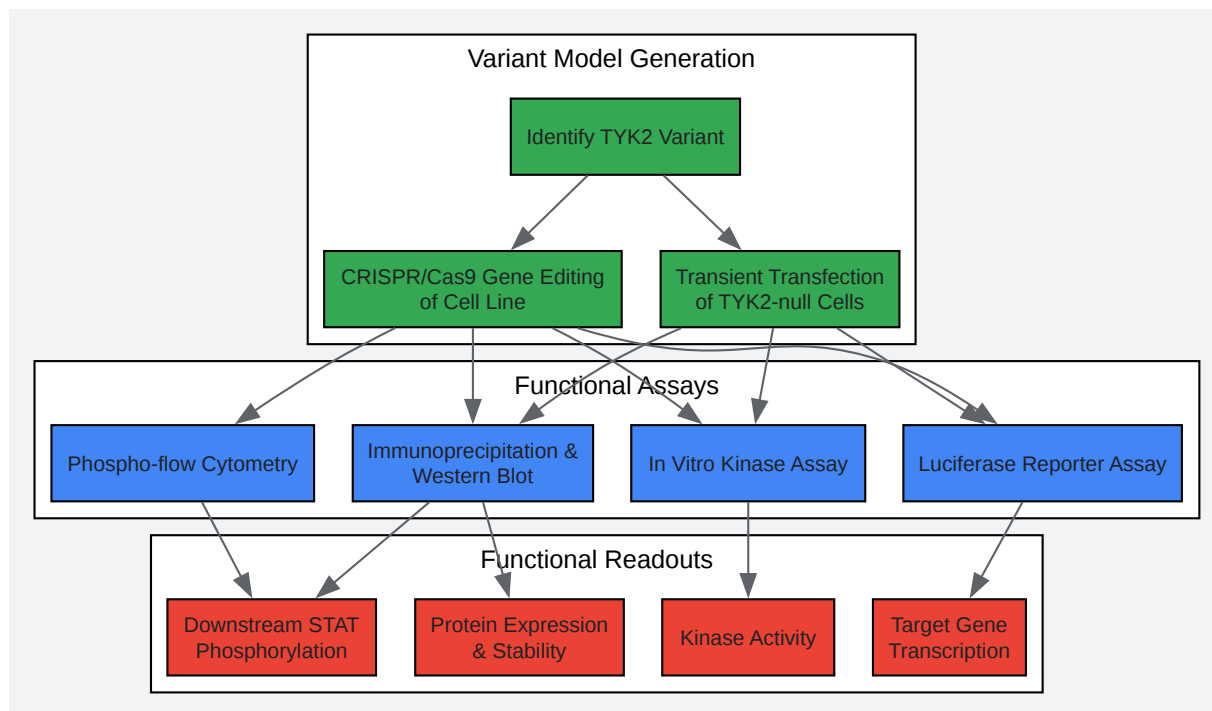 Variant Model Generation
Identify TYK2 Variant
CRISPR/Cas9 Gene Editing
of Cell Line
Transient Transfection
of TYK2-null Cells
Functional Assays
Phospho-flow Cytometry
Immunoprecipitation &
Western Blot
In Vitro Kinase Assay
Luciferase Reporter Assay
Functional Readouts
Downstream STAT
Phosphorylation
Protein Expression
& Stability
Kinase Activity
Target Gene
Transcription